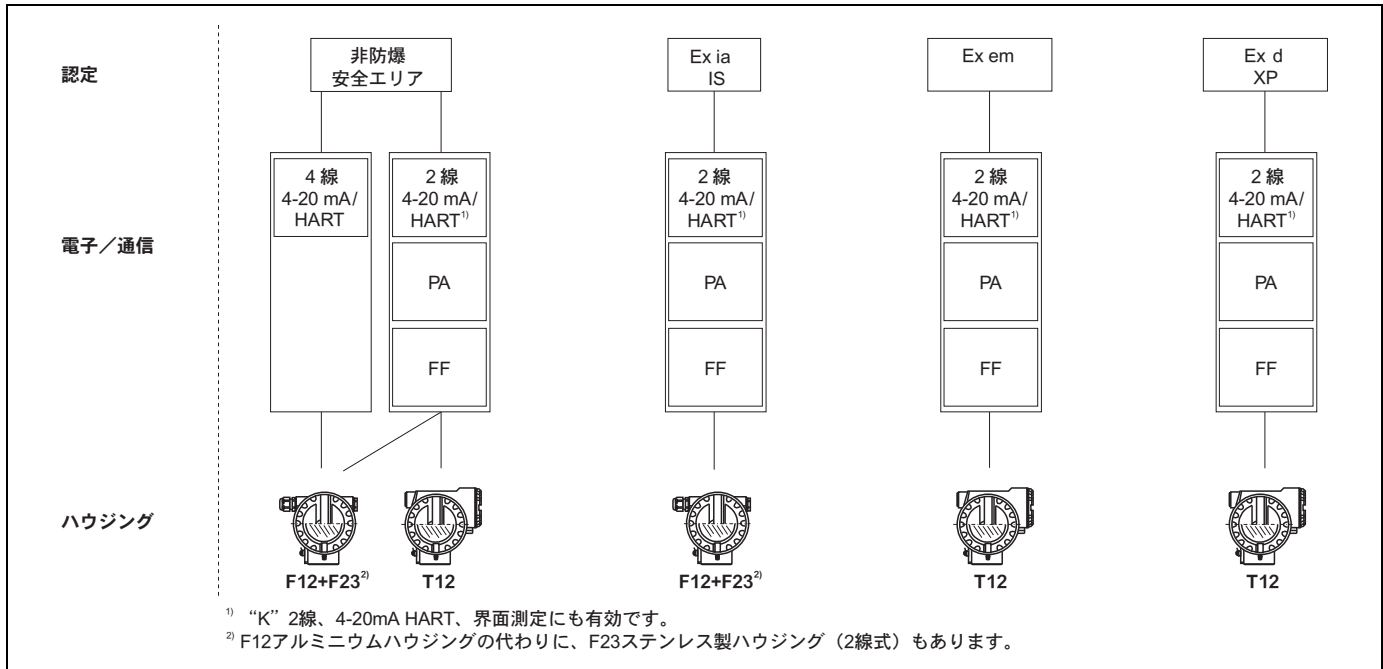 認定
非防爆
安全エリア
Ex ia
IS
Ex em
Ex d
XP
電子／通信
4 線
4-20 mA/
HART
2 線
4-20 mA/
HART1)
PA
FF
2 線
4-20 mA/
HART1)
PA
FF
2 線
4-20 mA/
HART1)
PA
FF
2 線
4-20 mA/
HART1)
PA
FF
ハウジング
F12+F232)
T12
F12+F232)
T12
T12
1) “K” 2線、4-20mA HART、界面測定にも有効です。
2) F12アルミニウムハウジングの代わりに、F23ステンレス製ハウジング（2線式）もあります。